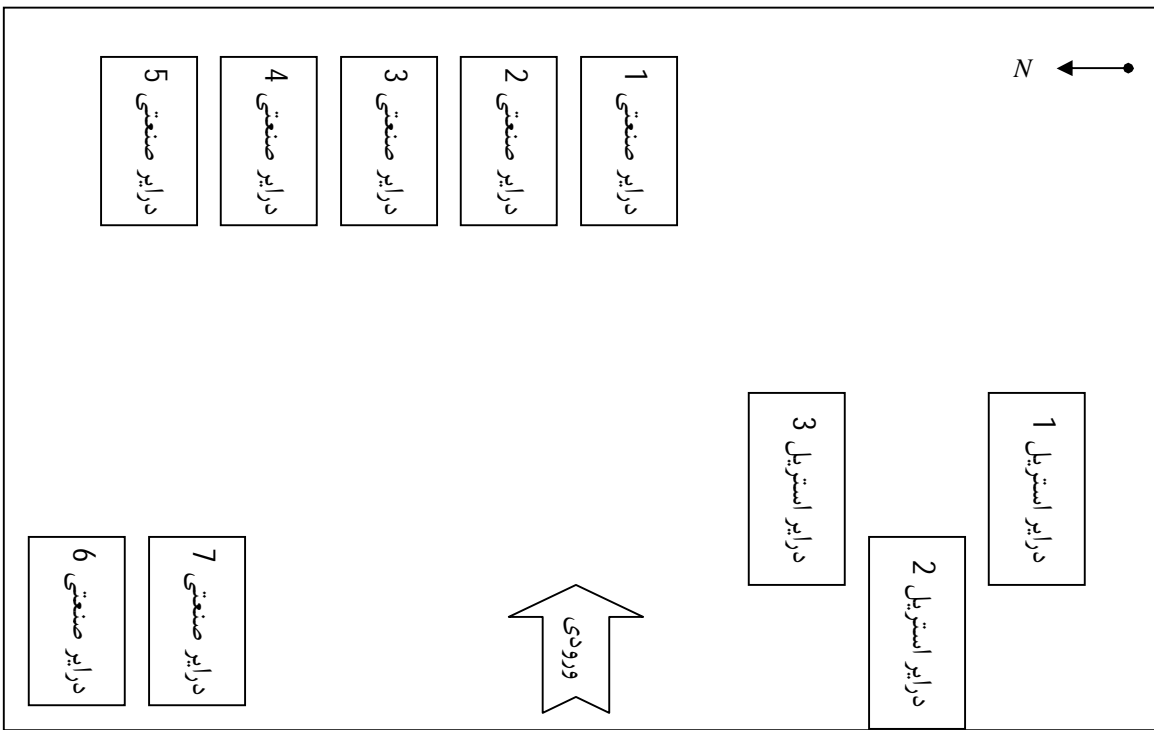 N
درایر صنعتی 5
درایر صنعتی 4
درایر صنعتی 3
درایر صنعتی 2
درایر صنعتی 1
درایر استریل 3
درایر استریل 1
درایر صنعتی 6
درایر صنعتی 7
ورودی
درایر استریل 2